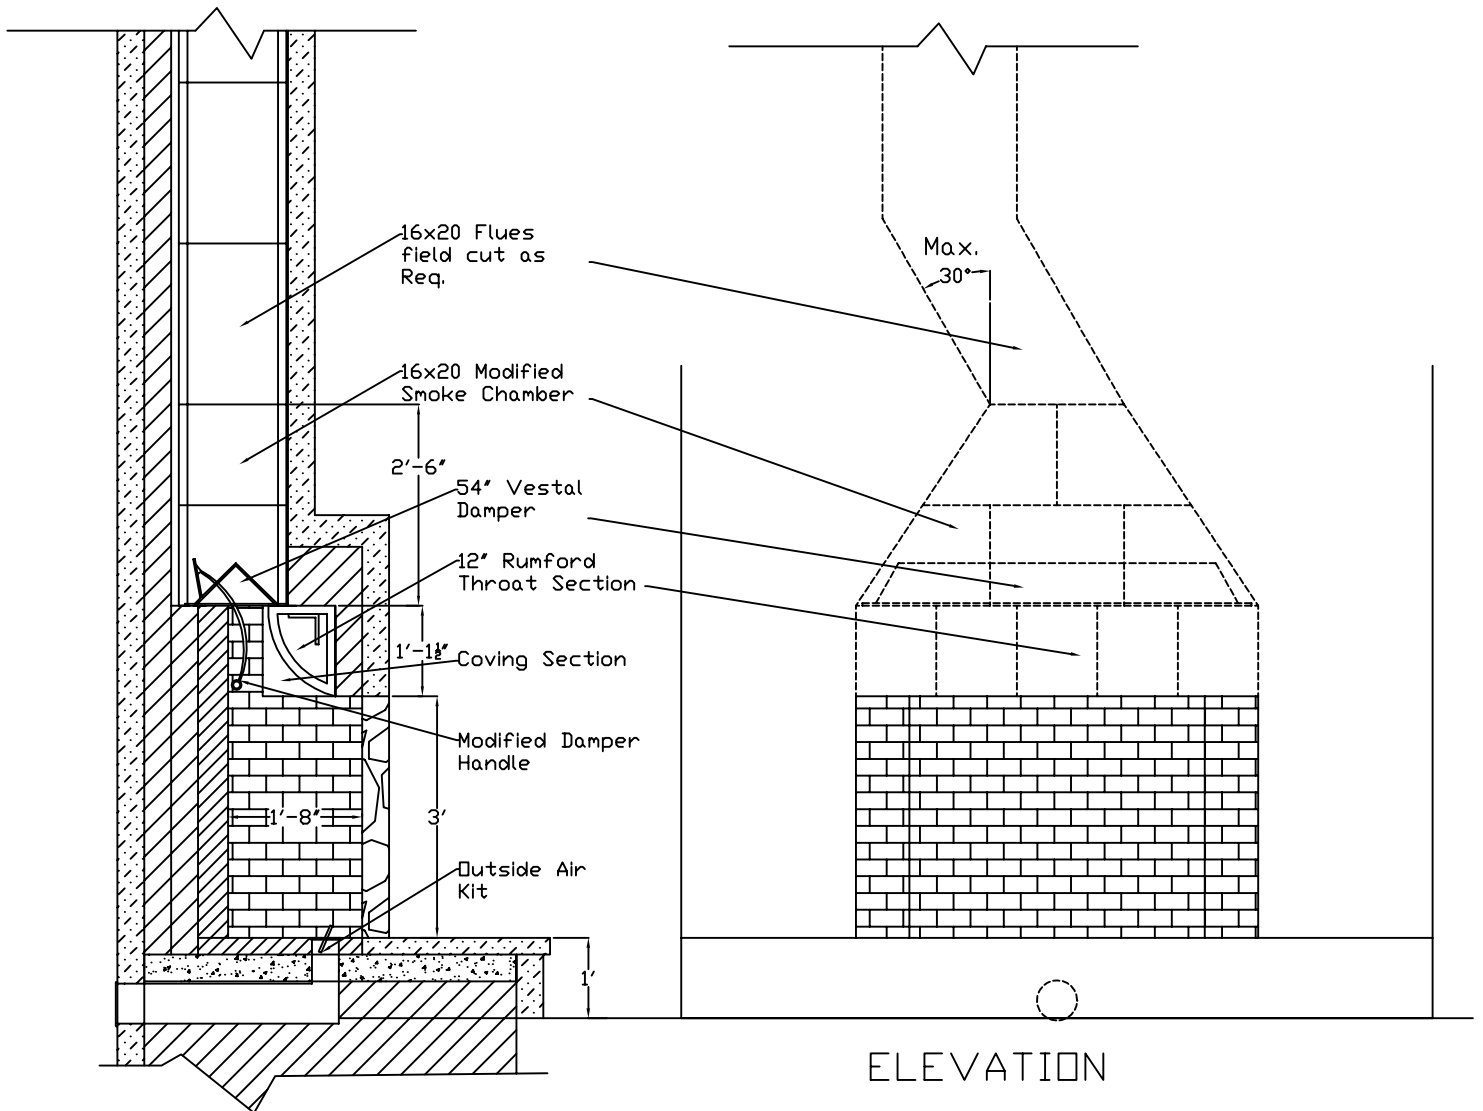 16x20 Flues
field cut as
Req.
Max.
30°
16x20 Modified
Smoke Chamber
2'-6"
54" Vestal
Damper
12" Rumford
Throat Section
1'-1½"
Coving Section
Modified Damper
Handle
1'-8"
3'
Outside Air
Kit
1'
ELEVATION